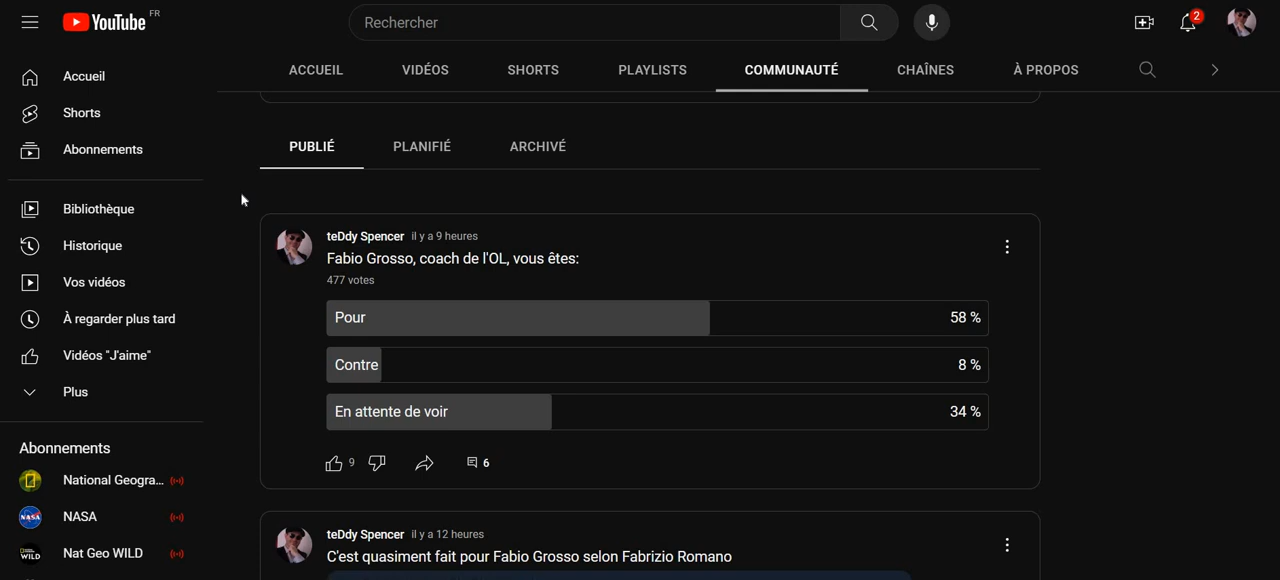 YouTube FR
Rechercher
2
Accueil
Shorts
Abonnements
Bibliothèque
Historique
Vos vidéos
À regarder plus tard
Vidéos "J'aime"
Plus
Abonnements
National Geogra...
NASA
NASA
WILD
Nat Geo WILD
ACCUEIL VIDÉOS SHORTS PLAYLISTS COMMUNAUTÉ CHAÎNES À PROPOS
PUBLIÉ PLANIFIÉ ARCHIVÉ
teDdy Spencer il y a 9 heures
Fabio Grosso, coach de l'OL, vous êtes:
477 votes
Pour 58 %
Contre 8 %
En attente de voir 34 %
9 6
teDdy Spencer il y a 12 heures
C'est quasiment fait pour Fabio Grosso selon Fabrizio Romano